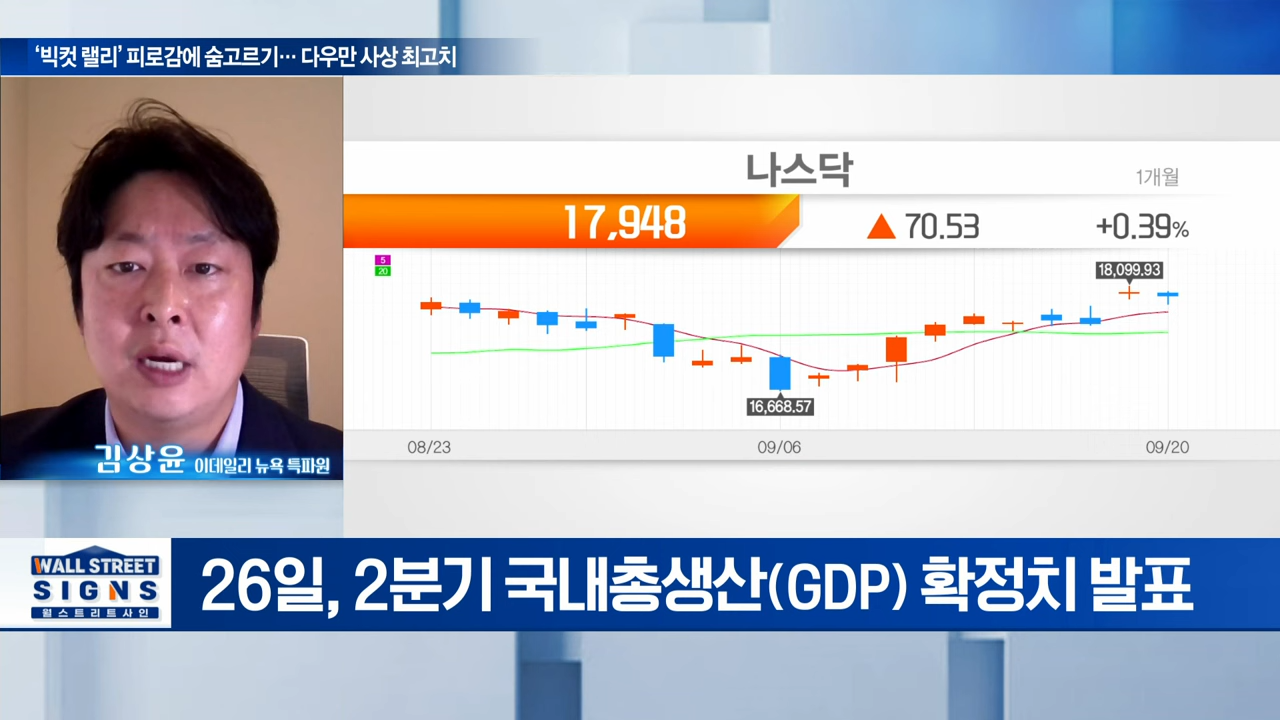 ‘빅컷 랠리’ 피로감에 숨고르기… 다우만 사상 최고치
나스닥
1개월
17,948
▲ 70.53
+0.39%
5
20
18,099.93
16,668.57
08/23
09/06
09/20
김상윤 이데일리 뉴욕 특파원
WALL STREET
SIGNS
월스트리트사인
26일, 2분기 국내총생산(GDP) 확정치 발표